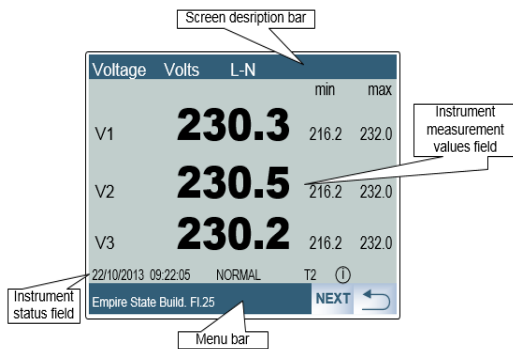 Screen desription bar
Voltage Volts L-N
min max
V1 230.3 216.2 232.0
Instrument
measurement
values field
V2 230.5 216.2 232.0
V3 230.2 216.2 232.0
22/10/2013 09:22:05 NORMAL T2 i
Instrument
status field
Empire State Build. Fl.25 NEXT
Menu bar